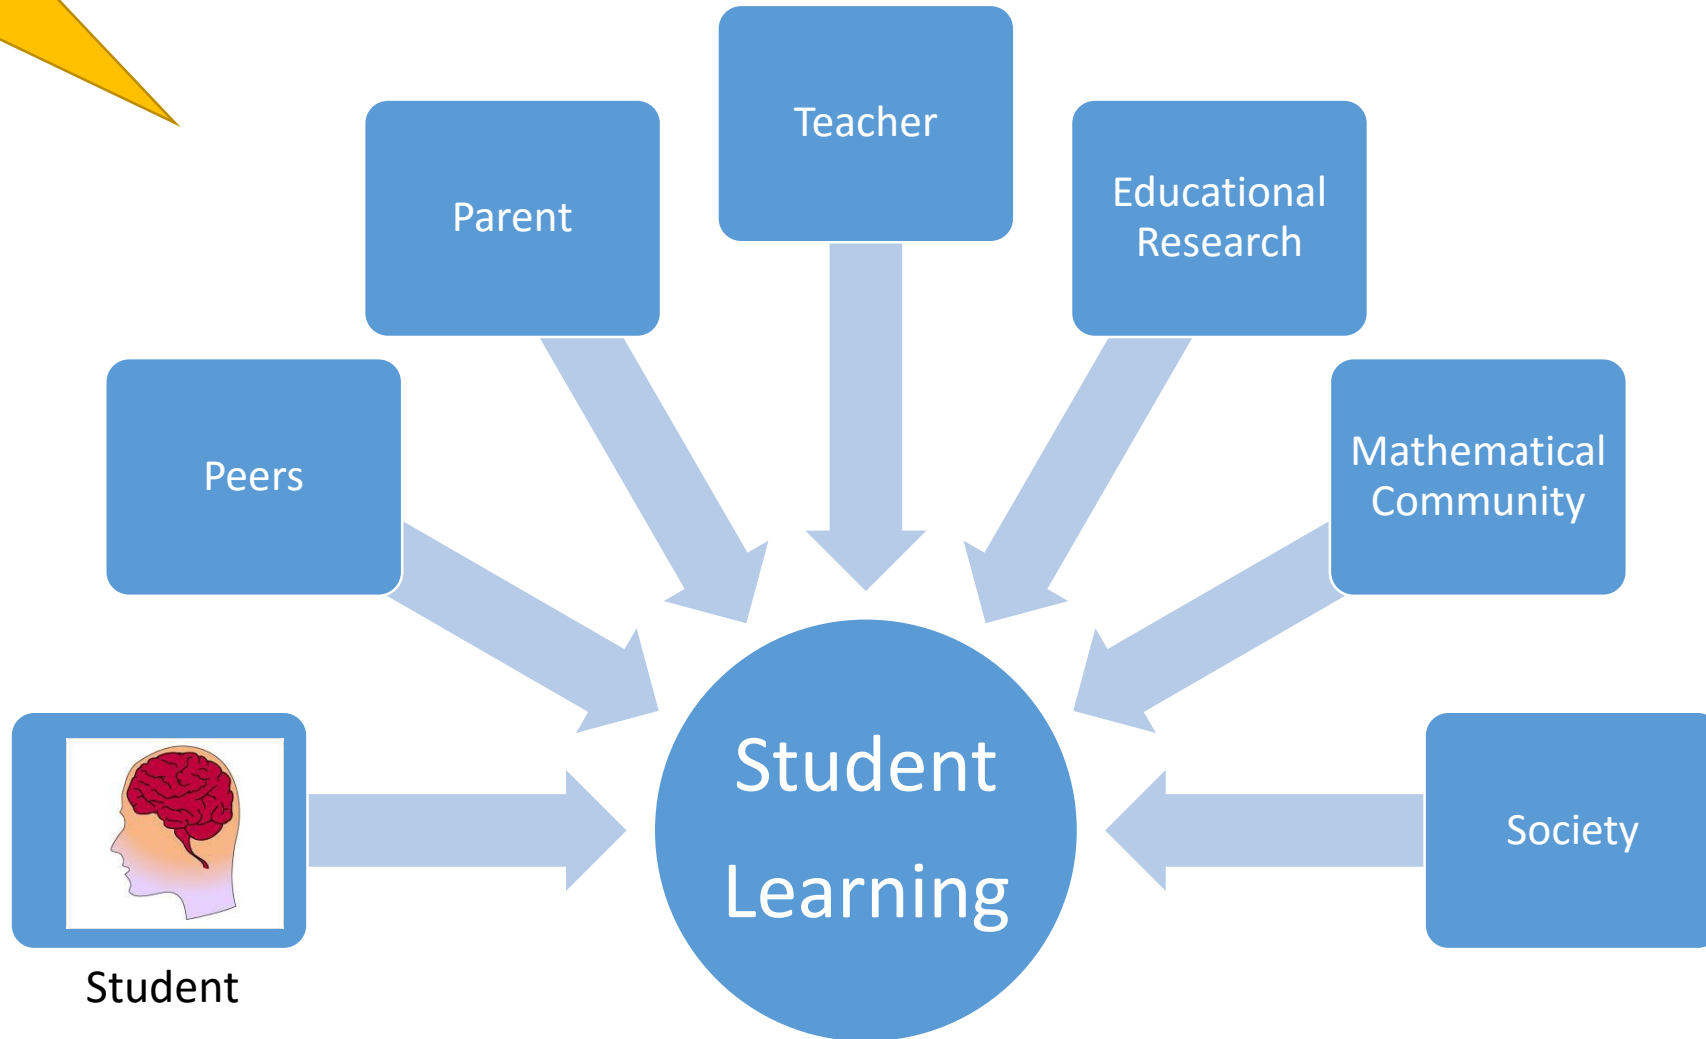 Teacher
Parent
Educational
Research
Peers
Mathematical
Community
Student
Learning
Society
Student